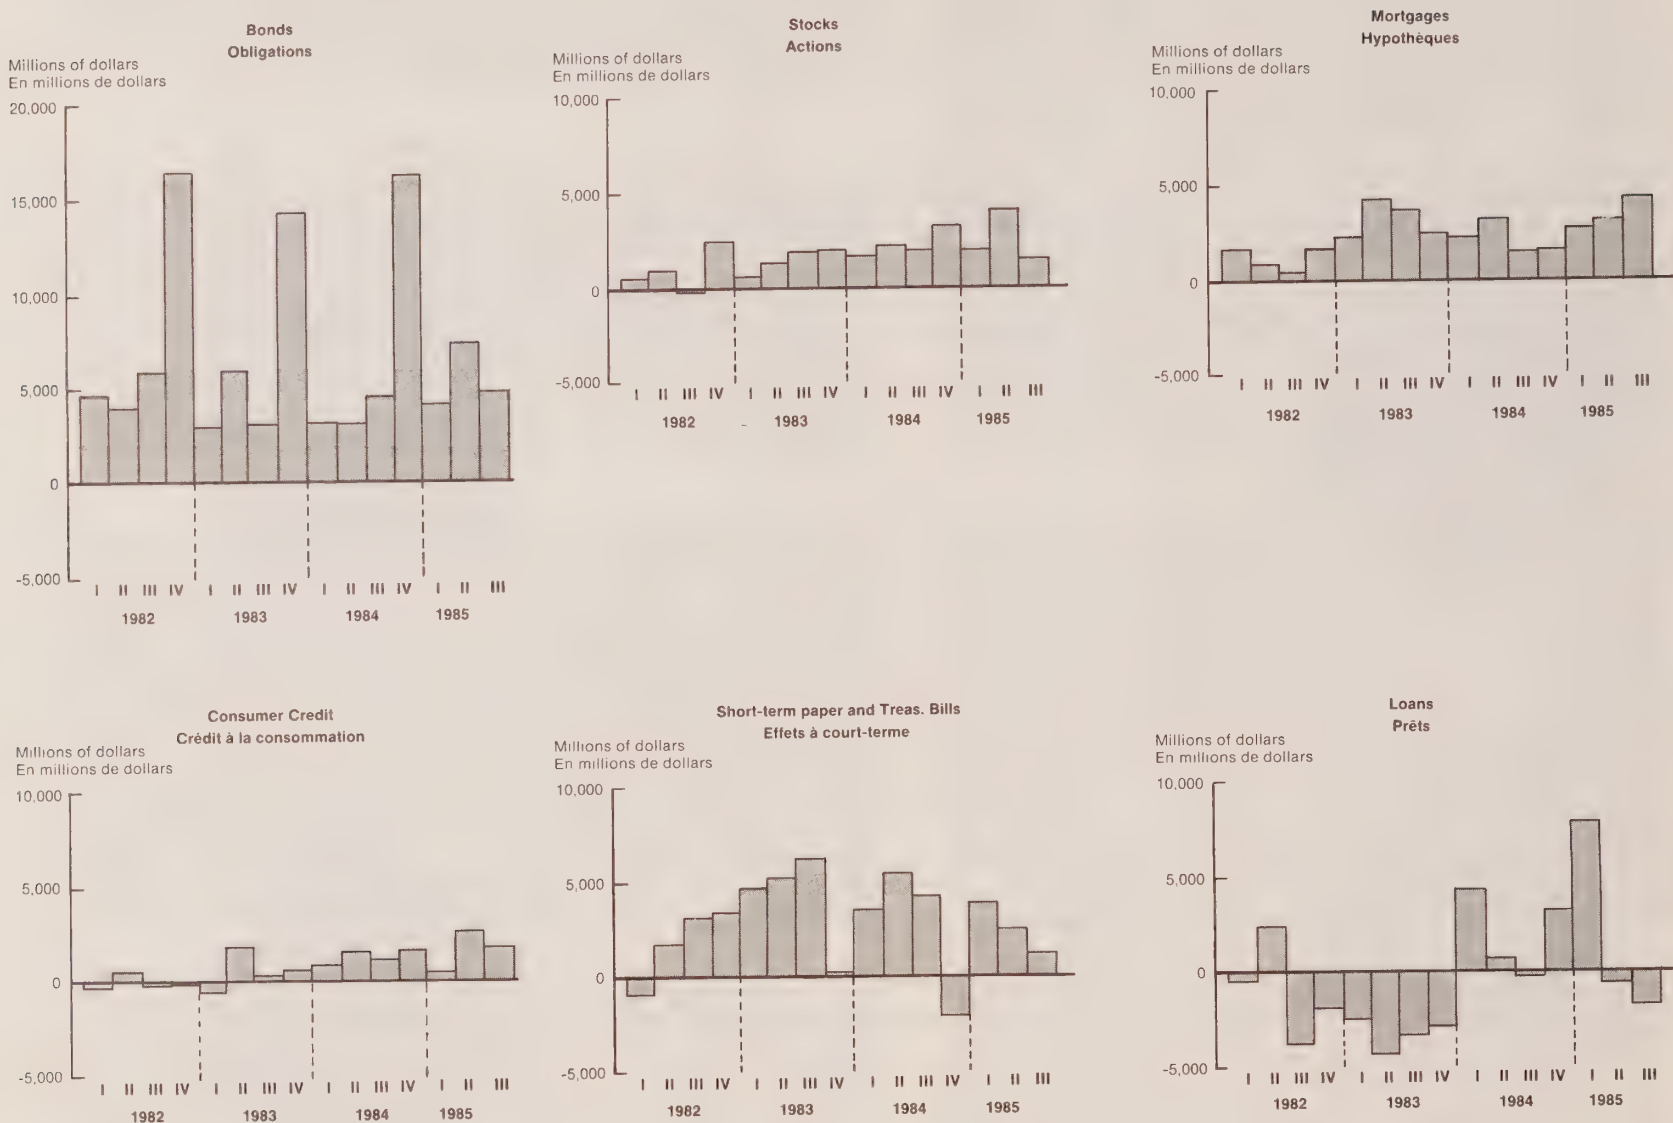 Bonds
Obligations
Millions of dollars
En millions de dollars
20,000
15,000
10,000
5,000
0
-5,000
I II III IV I II III IV I II III IV I II III
1982 1983 1984 1985
Stocks
Actions
Millions of dollars
En millions de dollars
10,000
5,000
0
-5,000
I II III IV I II III IV I II III IV I II III
1982 1983 1984 1985
Mortgages
Hypothèques
Millions of dollars
En millions de dollars
10,000
5,000
0
-5,000
I II III IV I II III IV I II III IV I II III
1982 1983 1984 1985
Consumer Credit
Crédit à la consommation
Millions of dollars
En millions de dollars
10,000
5,000
0
-5,000
I II III IV I II III IV I II III IV I II III
1982 1983 1984 1985
Short-term paper and Treas. Bills
Effets à court-terme
Millions of dollars
En millions de dollars
10,000
5,000
0
-5,000
I II III IV I II III IV I II III IV I II III
1982 1983 1984 1985
Loans
Prêts
Millions of dollars
En millions de dollars
10,000
5,000
0
-5,000
I II III IV I II III IV I II III IV I II III
1982 1983 1984 1985